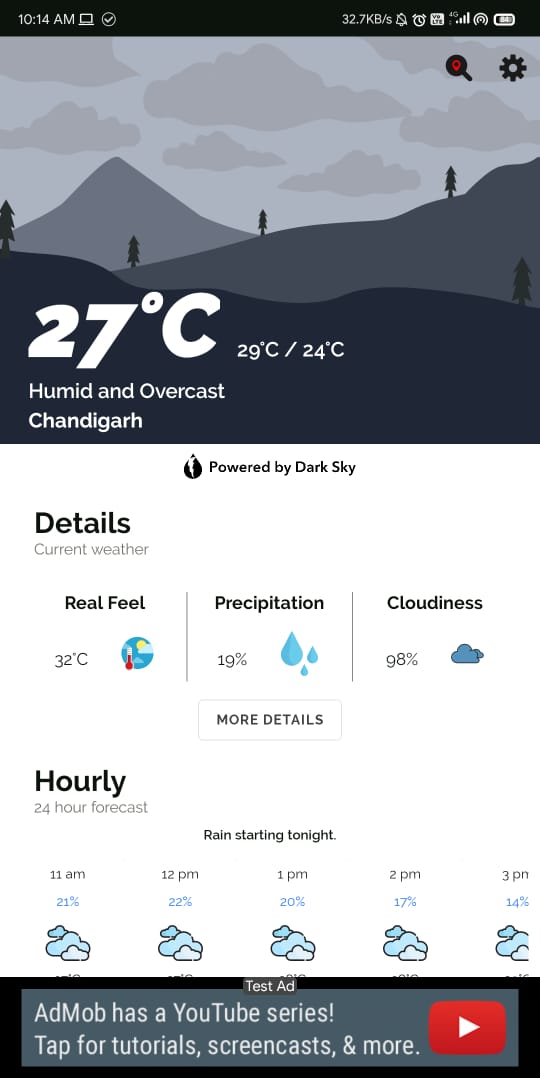 10:14 AM
32.7KB/s
4G
84
27°C
29°C / 24°C
Humid and Overcast
Chandigarh
Powered by Dark Sky
Details
Current weather
Real Feel
Precipitation
Cloudiness
32°C
19%
98%
MORE DETAILS
Hourly
24 hour forecast
Rain starting tonight.
11 am 12 pm 1 pm 2 pm 3 pm
21% 22% 20% 17% 14%
Test Ad
AdMob has a YouTube series!
Tap for tutorials, screencasts, & more.